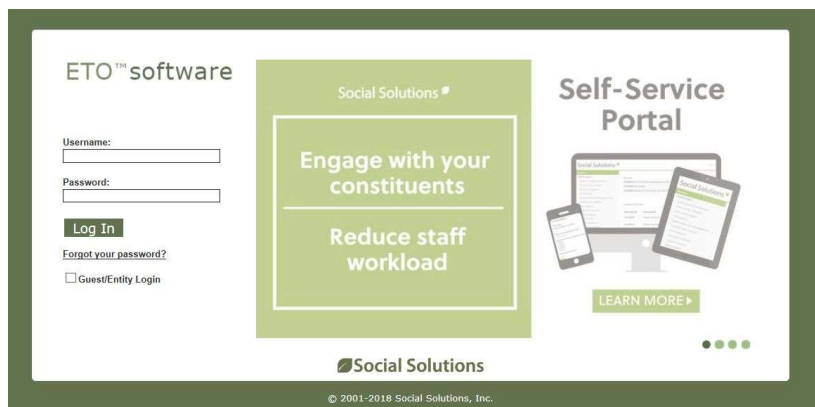 ETO™software
Username:
Password:
Log In
Forgot your password?
Guest/Entity Login
Social Solutions
Engage with your
constituents
Reduce staff
workload
Self-Service
Portal
Social Solutions
Social Solutions
LEARN MORE
Social Solutions
© 2001-2018 Social Solutions, Inc.